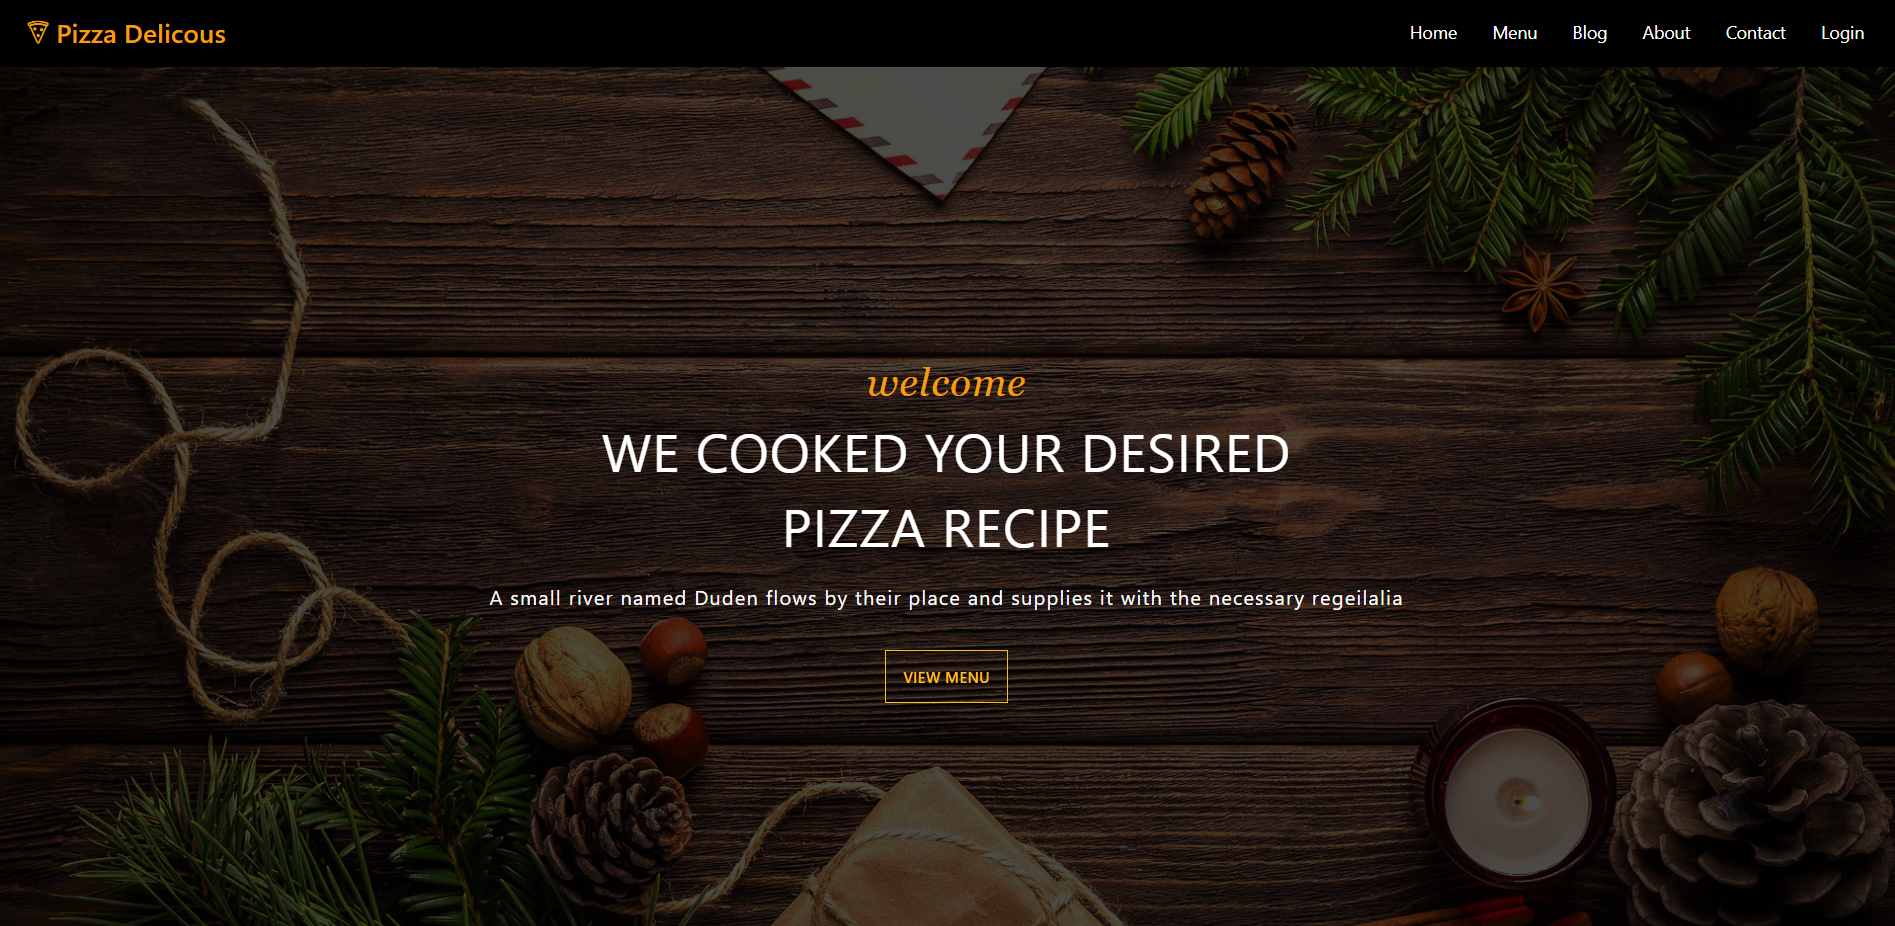 Pizza Delicous
Home Menu Blog About Contact Login
welcome
WE COOKED YOUR DESIRED
PIZZA RECIPE
A small river named Duden flows by their place and supplies it with the necessary regeilalia
VIEW MENU